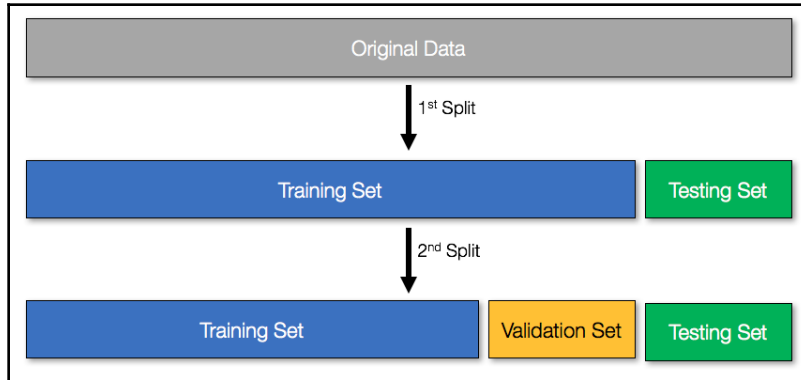 Original Data
1st Split
Training Set Testing Set
2nd Split
Training Set Validation Set Testing Set